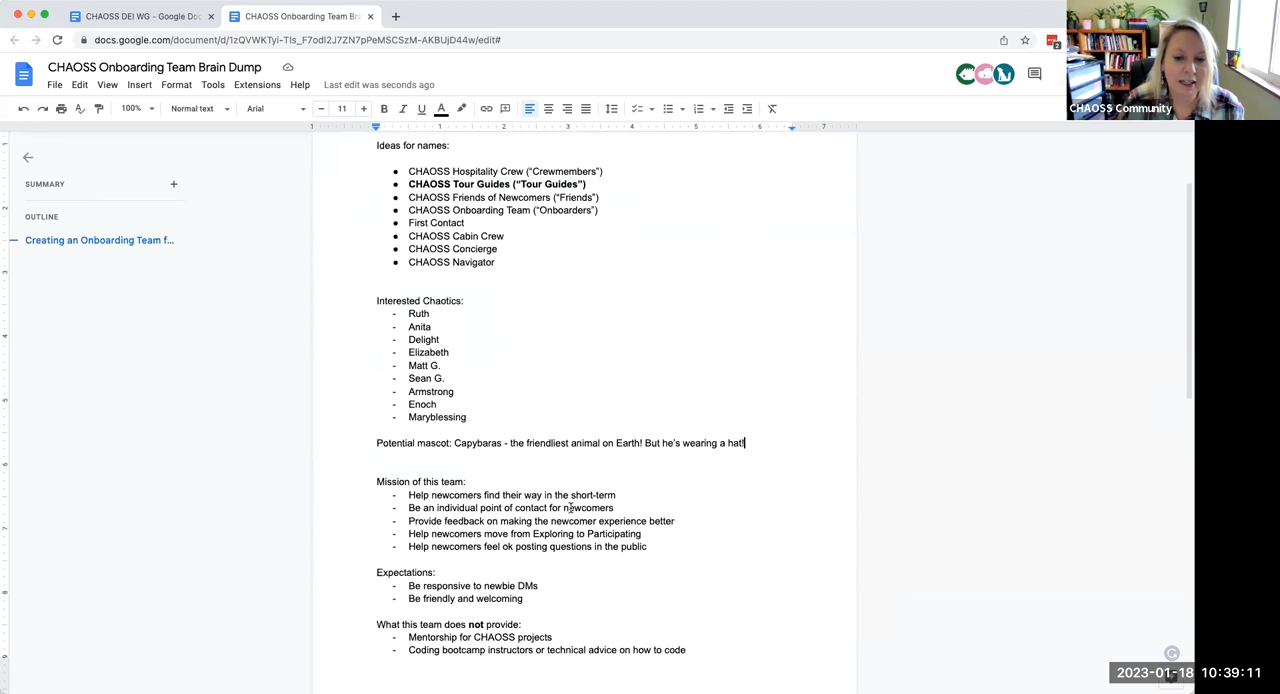 CHAOSS DEI WG - Google Doc
CHAOSS Onboarding Team Bra
docs.google.com/document/d/1zQVWKTyi-TIs_F7odI2J7ZN7pPeMSCSzM-AKBUjD44w/edit#
2
CHAOSS Onboarding Team Brain Dump
File Edit View Insert Format Tools Extensions Help Last edit was seconds ago
100% Normal text Arial 11
CHAOSS Community
SUMMARY
OUTLINE
Creating an Onboarding Team f...
Ideas for names:
● CHAOSS Hospitality Crew (“Crewmembers”)
● CHAOSS Tour Guides (“Tour Guides”)
● CHAOSS Friends of Newcomers (“Friends”)
● CHAOSS Onboarding Team (“Onboarders”)
● First Contact
● CHAOSS Cabin Crew
● CHAOSS Concierge
● CHAOSS Navigator
Interested Chaotics:
- Ruth
- Anita
- Delight
- Elizabeth
- Matt G.
- Sean G.
- Armstrong
- Enoch
- Maryblessing
Potential mascot: Capybaras - the friendliest animal on Earth! But he's wearing a hat!
Mission of this team:
- Help newcomers find their way in the short-term
- Be an individual point of contact for newcomers
- Provide feedback on making the newcomer experience better
- Help newcomers move from Exploring to Participating
- Help newcomers feel ok posting questions in the public
Expectations:
- Be responsive to newbie DMs
- Be friendly and welcoming
What this team does not provide:
- Mentorship for CHAOSS projects
- Coding bootcamp instructors or technical advice on how to code
2023-01-18 10:39:11